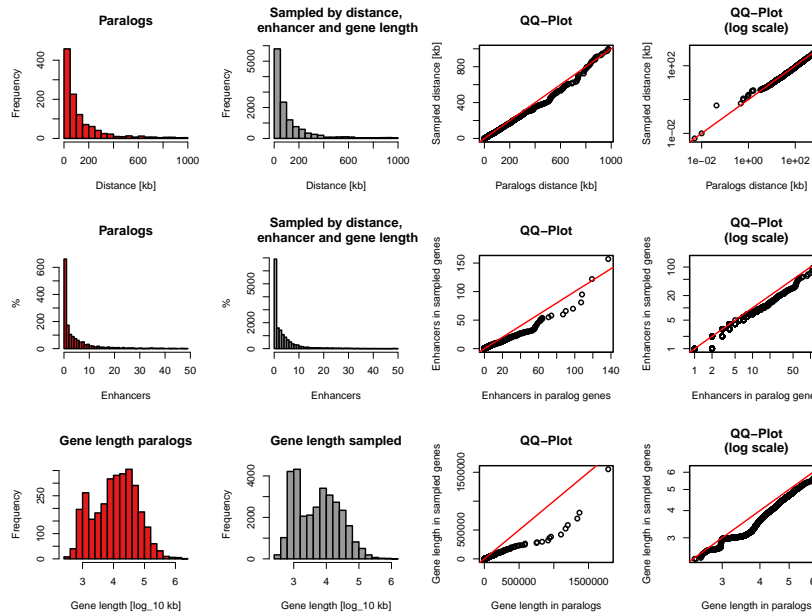 Paralogs
Frequency
0 200 400
0 200 600 1000
Distance [kb]
Sampled by distance,
enhancer and gene length
Frequency
0 2000 5000
0 200 600 1000
Distance [kb]
QQ−Plot
Sampled distance [kb]
0 400 800
0 200 600 1000
Paralogs distance [kb]
QQ−Plot
(log scale)
Sampled distance [kb]
1e−02 1e+02
1e−02 1e+00 1e+02
Paralogs distance [kb]
Paralogs
%
0 200 400 600
0 10 20 30 40 50
Enhancers
Sampled by distance,
enhancer and gene length
%
0 2000 6000
0 10 20 30 40 50
Enhancers
QQ−Plot
Enhancers in sampled genes
0 50 100 150
0 20 60 100 140
Enhancers in paralog genes
QQ−Plot
(log scale)
Enhancers in sampled genes
1 2 5 20 100
1 2 5 10 50
Enhancers in paralog gene
Gene length paralogs
Frequency
0 100 250
3 4 5 6
Gene length [log_10 kb]
Gene length sampled
Frequency
0 2000 4000
3 4 5 6
Gene length [log_10 kb]
QQ−Plot
Gene length in sampled genes
0 500000 1500000
0 500000 1500000
Gene length in paralogs
QQ−Plot
(log scale)
Gene length in sampled genes
3 4 5 6
3 4 5 6
Gene length in paralogs